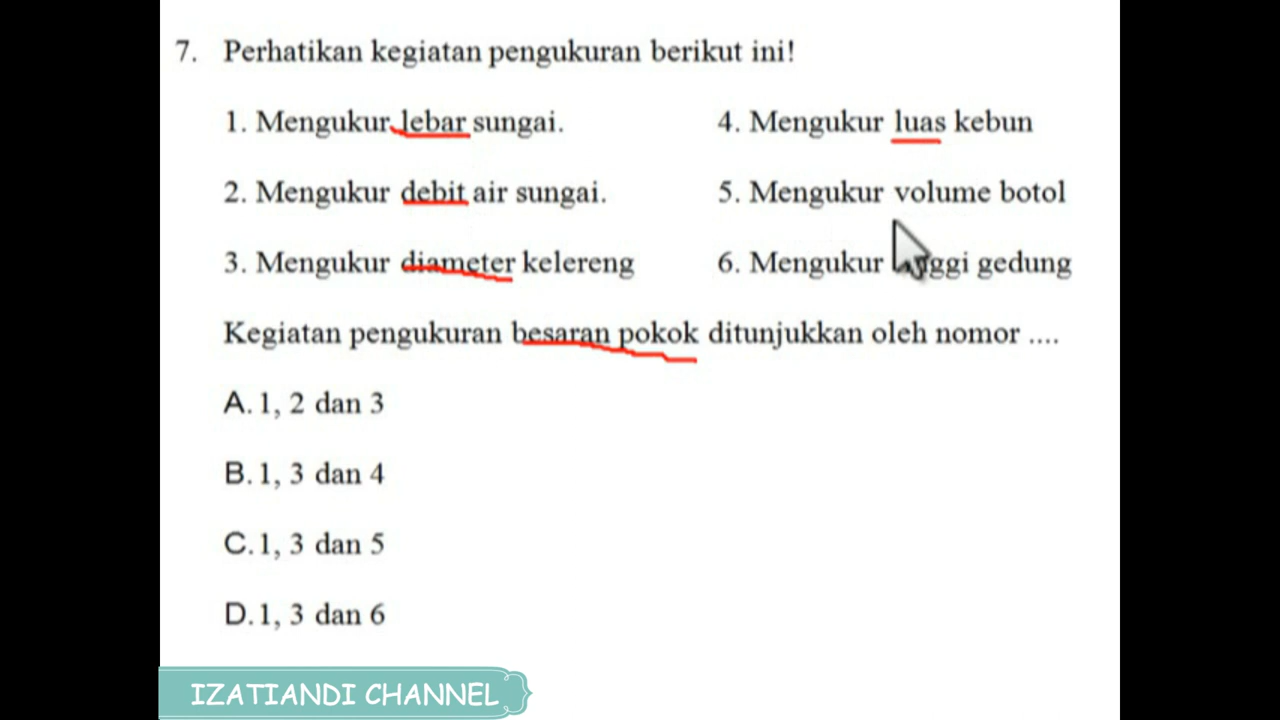 7. Perhatikan kegiatan pengukuran berikut ini!
1. Mengukur lebar sungai.
4. Mengukur luas kebun
2. Mengukur debit air sungai.
5. Mengukur volume botol
3. Mengukur diameter kelereng
6. Mengukur tinggi gedung
Kegiatan pengukuran besaran pokok ditunjukkan oleh nomor ....
A. 1, 2 dan 3
B. 1, 3 dan 4
C. 1, 3 dan 5
D. 1, 3 dan 6
IZATIANDI CHANNEL